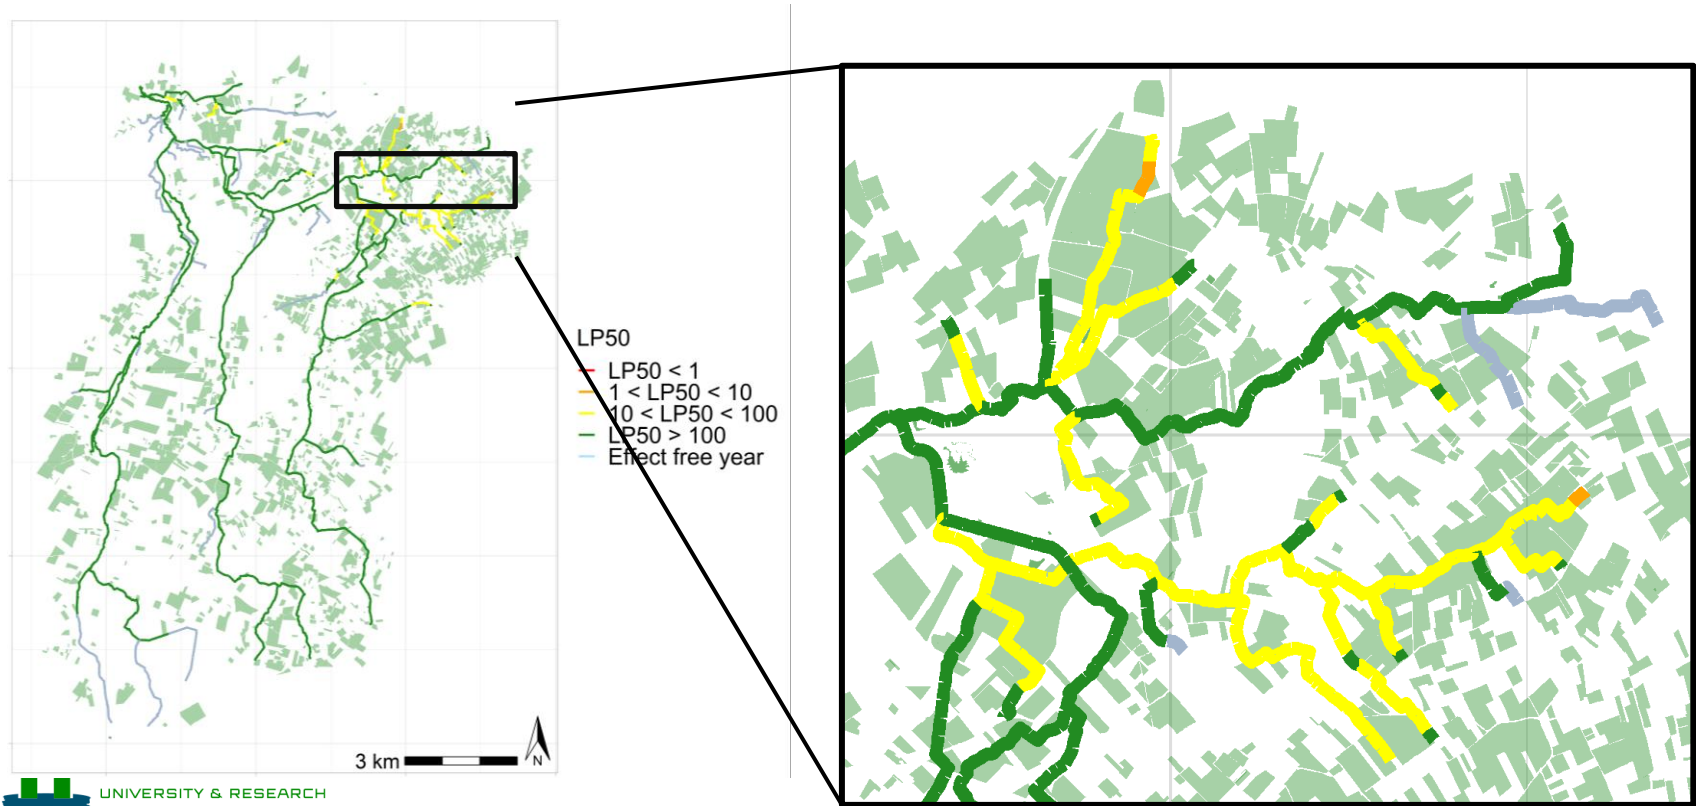 LP50
LP50 < 1
1 < LP50 < 10
10 < LP50 < 100
LP50 > 100
Effect free year
3 km
N
UNIVERSITY & RESEARCH